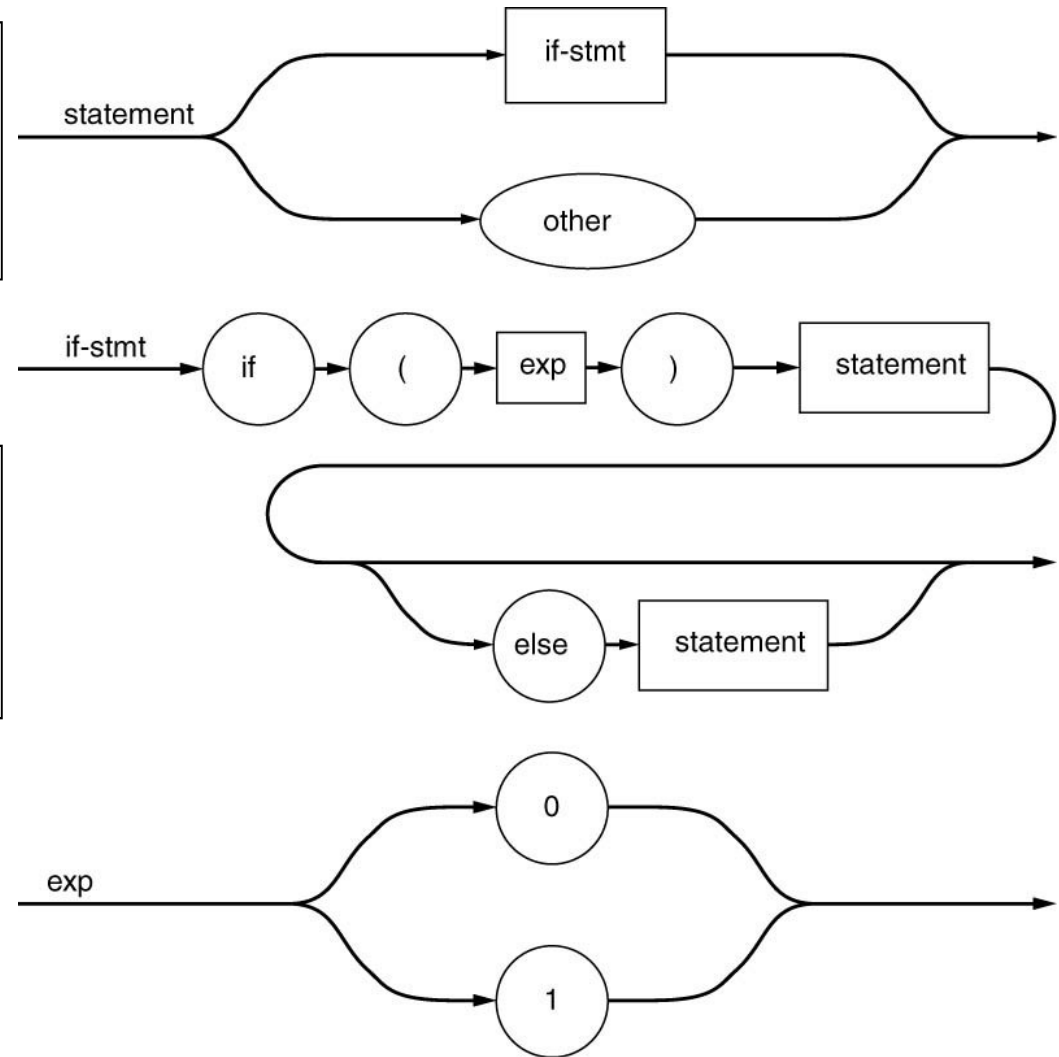 if-stmt
statement
other
if-stmt if ( exp ) statement
else statement
0
exp
1